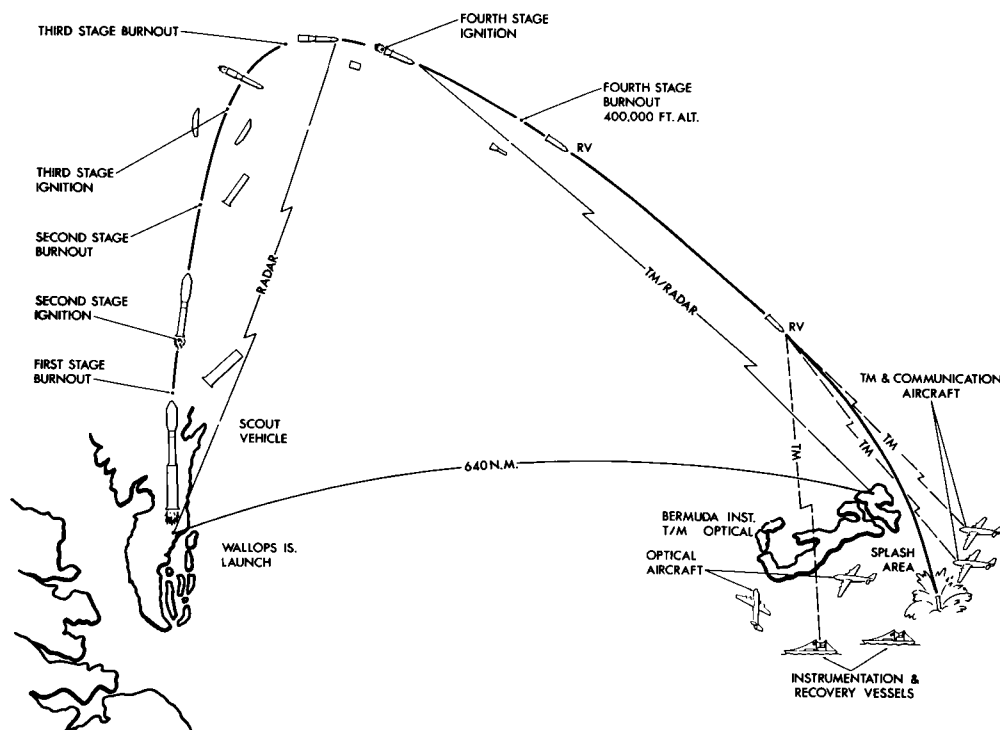 THIRD STAGE BURNOUT
FOURTH STAGE
IGNITION
FOURTH STAGE
BURNOUT
400,000 FT. ALT.
RV
THIRD STAGE
IGNITION
SECOND STAGE
BURNOUT
RADAR
TM/RADAR
SECOND STAGE
IGNITION
RV
FIRST STAGE
BURNOUT
TM & COMMUNICATION
AIRCRAFT
SCOUT
VEHICLE
TM
TM
TM
640 N.M.
WALLOPS IS.
LAUNCH
BERMUDA INST.
T/M OPTICAL
OPTICAL
AIRCRAFT
SPLASH
AREA
INSTRUMENTATION &
RECOVERY VESSELS